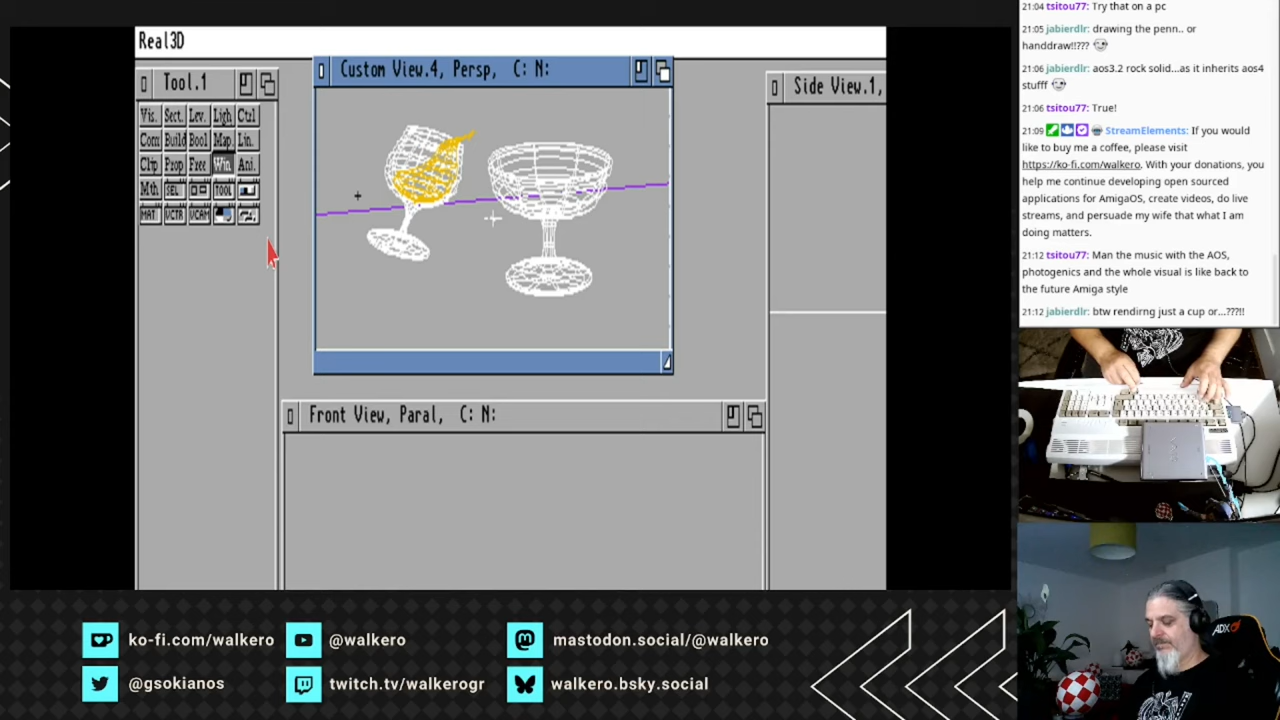 Real3D
Tool.1
Vis. Sect. Lev. Ligh Ctrl
Com Build Bool Map. Lin.
Clip Prop Free Win. Ani.
Mth. SEL TOOL
MAT. VCTR VCAM
Custom View.4, Persp, C: N:
Side View.1,
Front View, Paral, C: N:
21:04 tsitou77: Try that on a pc
21:05 jabierdlr: drawing the penn.. or
handdraw!!???
21:06 jabierdlr: aos3.2 rock solid...as it inherits aos4
stufff
21:06 tsitou77: True!
21:09 StreamElements: If you would
like to buy me a coffee, please visit
https://ko-fi.com/walkero. With your donations, you
help me continue developing open sourced
applications for AmigaOS, create videos, do live
streams, and persuade my wife that what I am
doing matters.
21:12 tsitou77: Man the music with the AOS,
photogenics and the whole visual is like back to
the future Amiga style
21:12 jabierdlr: btw rendirng just a cup or...???!!
ADX
ko-fi.com/walkero
@walkero
mastodon.social/@walkero
@gsokianos
twitch.tv/walkerogr
walkero.bsky.social